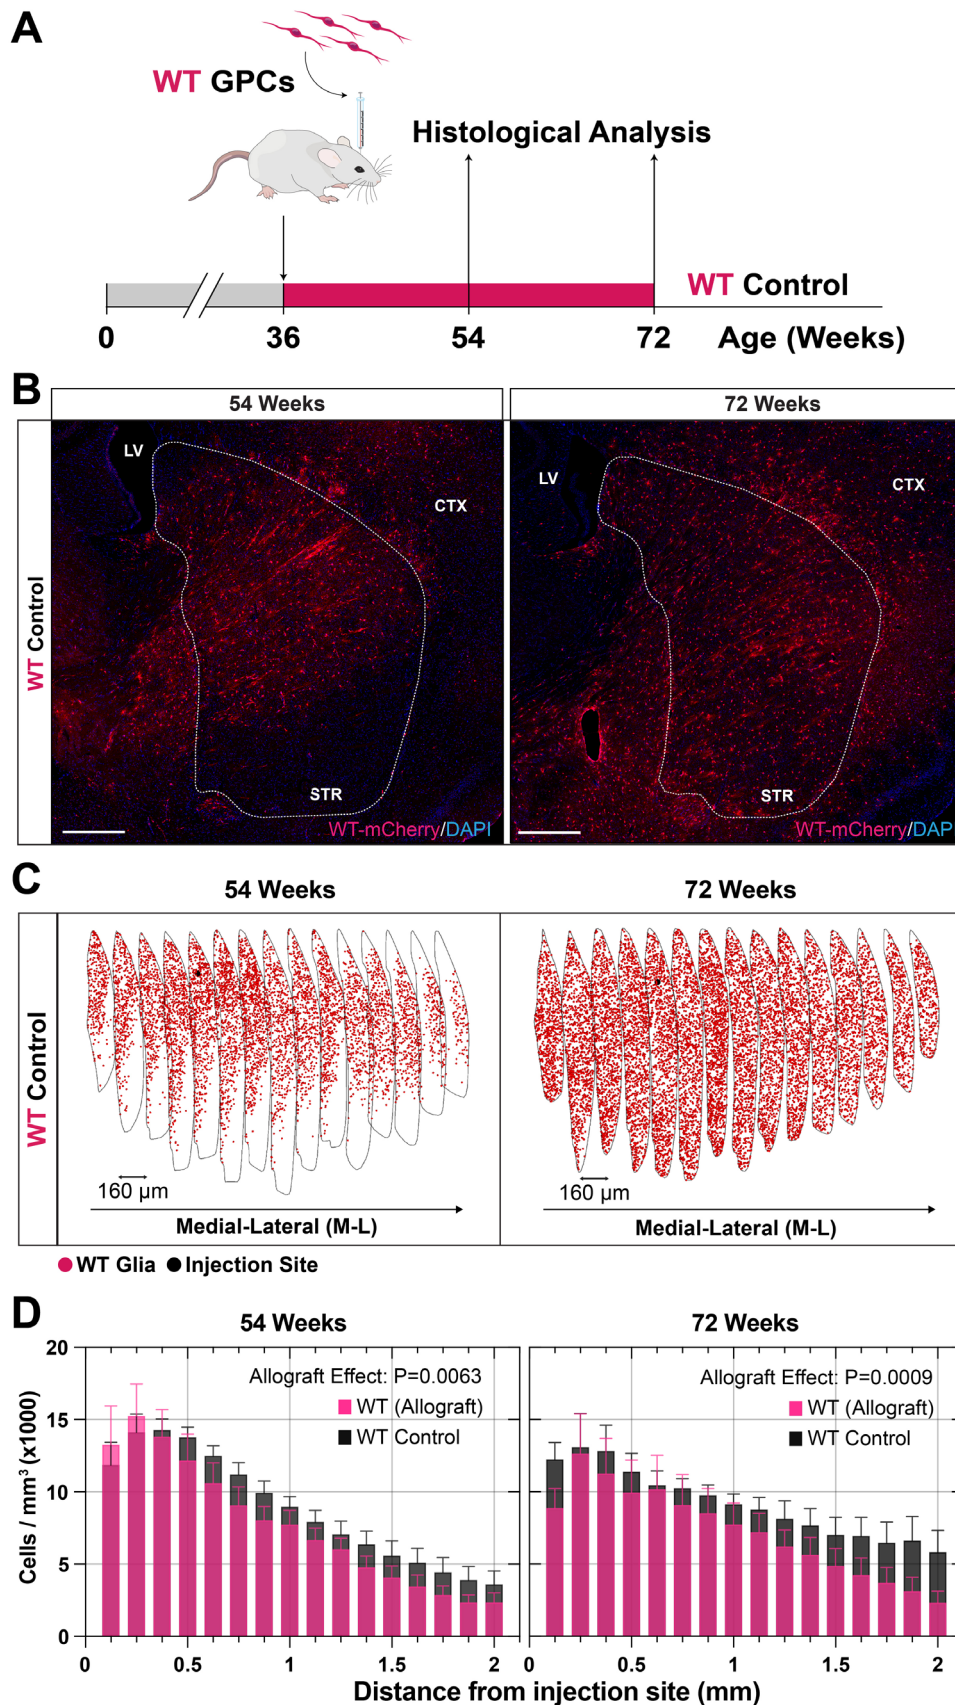 A
WT GPCs
Histological Analysis
WT Control
0 36 54 72 Age (Weeks)
B
54 Weeks 72 Weeks
WT Control
LV
CTX
STR
WT-mCherry/DAPI
LV
CTX
STR
WT-mCherry/DAP
C
54 Weeks 72 Weeks
WT Control
160 µm
Medial-Lateral (M-L)
160 µm
Medial-Lateral (M-L)
WT Glia Injection Site
D
54 Weeks 72 Weeks
Cells / mm³ (x1000)
20
15
10
5
0
Allograft Effect: P=0.0063
WT (Allograft)
WT Control
Allograft Effect: P=0.0009
WT (Allograft)
WT Control
0 0.5 1 1.5 2 0 0.5 1 1.5 2
Distance from injection site (mm)